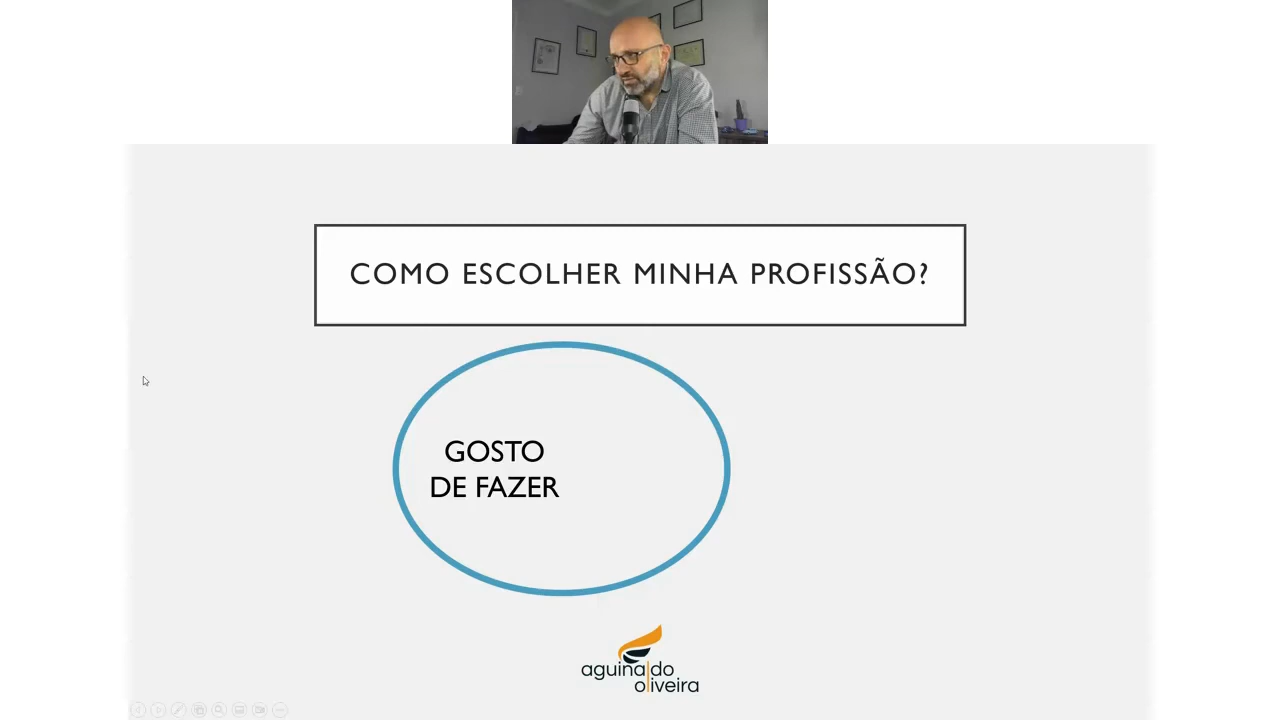 COMO ESCOLHER MINHA PROFISSÃO?
GOSTO
DE FAZER
aguinaldo
oliveira